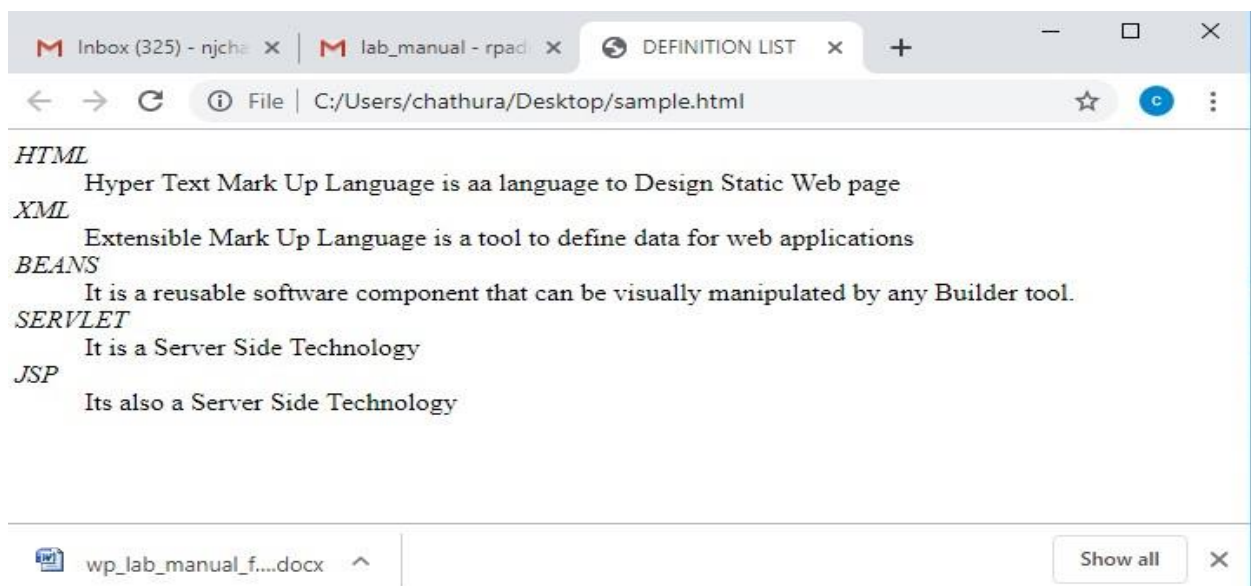 Inbox (325) - njcha
lab_manual - rpad
DEFINITION LIST
File
C:/Users/chathura/Desktop/sample.html
c
HTML
Hyper Text Mark Up Language is aa language to Design Static Web page
XML
Extensible Mark Up Language is a tool to define data for web applications
BEANS
It is a reusable software component that can be visually manipulated by any Builder tool.
SERVLET
It is a Server Side Technology
JSP
Its also a Server Side Technology
wp_lab_manual_f....docx
Show all